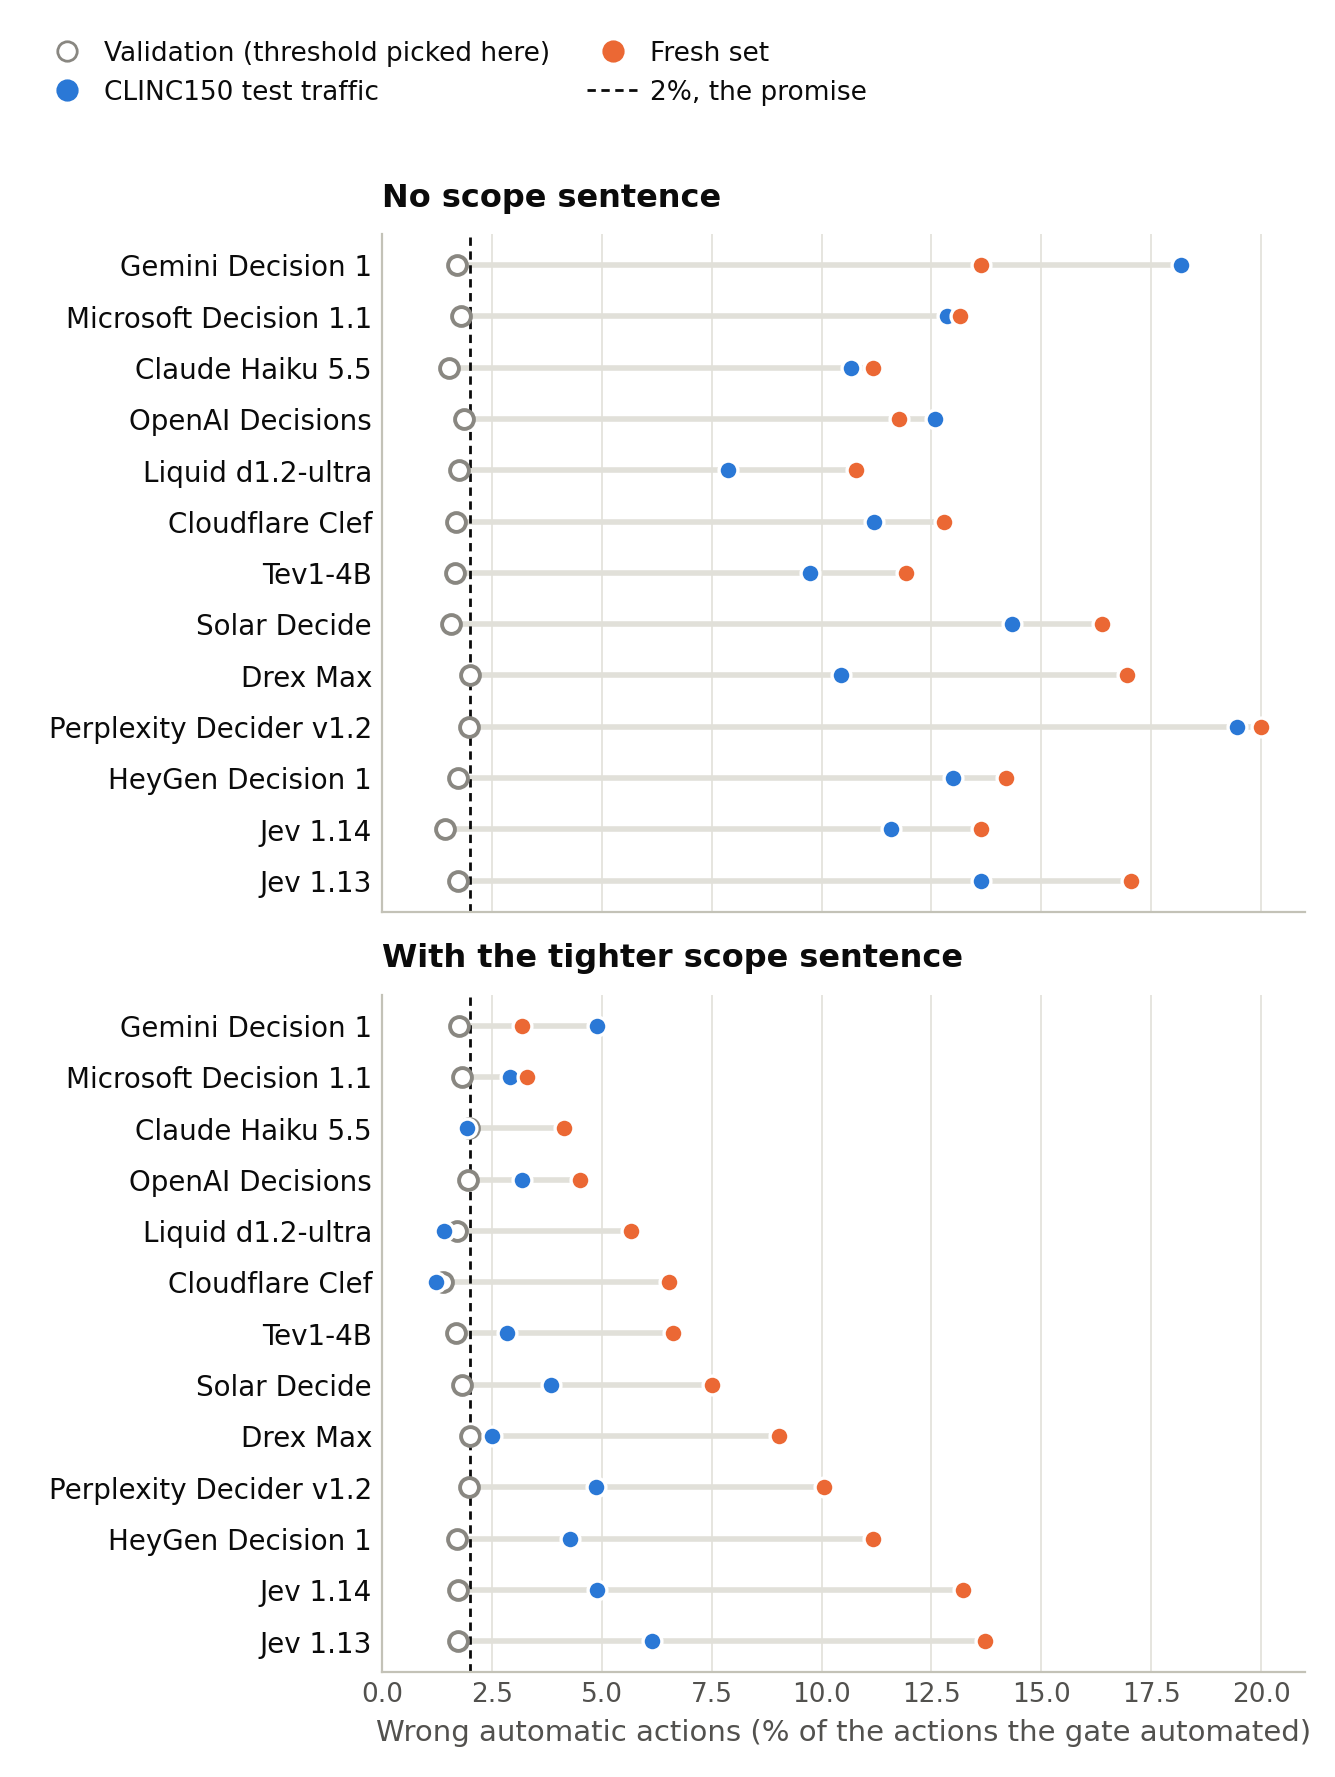 Validation (threshold picked here)
Fresh set
CLINC150 test traffic
2%, the promise
No scope sentence
Gemini Decision 1
Microsoft Decision 1.1
Claude Haiku 5.5
OpenAI Decisions
Liquid d1.2-ultra
Cloudflare Clef
Tev1-4B
Solar Decide
Drex Max
Perplexity Decider v1.2
HeyGen Decision 1
Jev 1.14
Jev 1.13
With the tighter scope sentence
Gemini Decision 1
Microsoft Decision 1.1
Claude Haiku 5.5
OpenAI Decisions
Liquid d1.2-ultra
Cloudflare Clef
Tev1-4B
Solar Decide
Drex Max
Perplexity Decider v1.2
HeyGen Decision 1
Jev 1.14
Jev 1.13
0.0 2.5 5.0 7.5 10.0 12.5 15.0 17.5 20.0
Wrong automatic actions (% of the actions the gate automated)